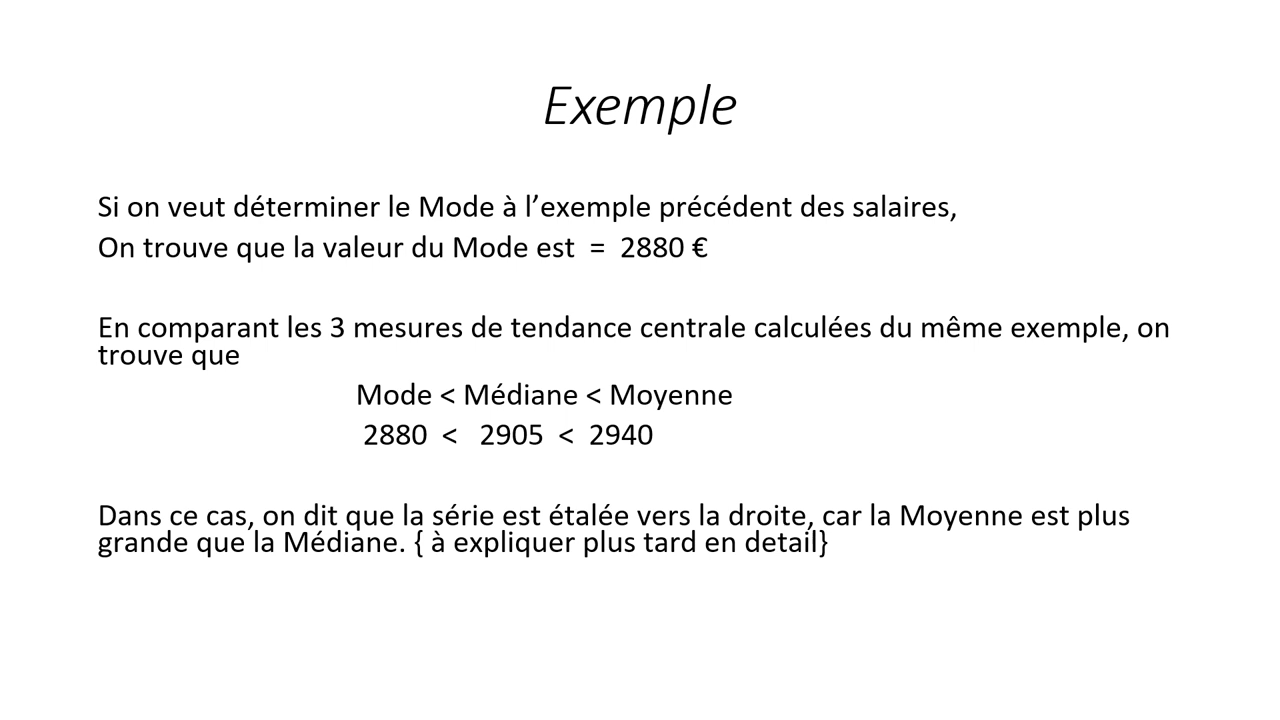 Exemple
Si on veut déterminer le Mode à l’exemple précédent des salaires,
On trouve que la valeur du Mode est = 2880 €
En comparant les 3 mesures de tendance centrale calculées du même exemple, on
trouve que
Mode < Médiane < Moyenne
2880 < 2905 < 2940
Dans ce cas, on dit que la série est étalée vers la droite, car la Moyenne est plus
grande que la Médiane. { à expliquer plus tard en detail}